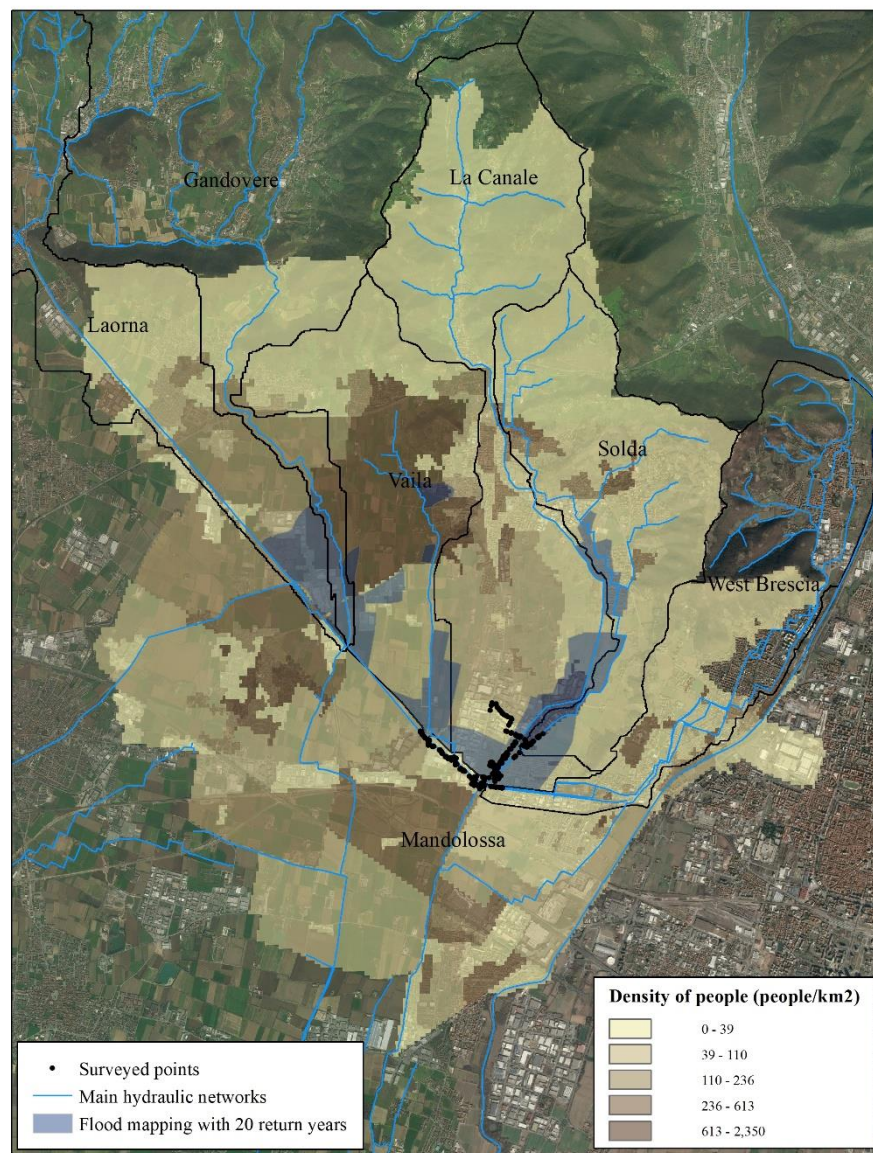 Gandovere
La Canale
Laorna
Vaila
Solda
West Brescia
Mandolossa
Surveyed points
Main hydraulic networks
Flood mapping with 20 return years
Density of people (people/km2)
0 - 39
39 - 110
110 - 236
236 - 613
613 - 2,350